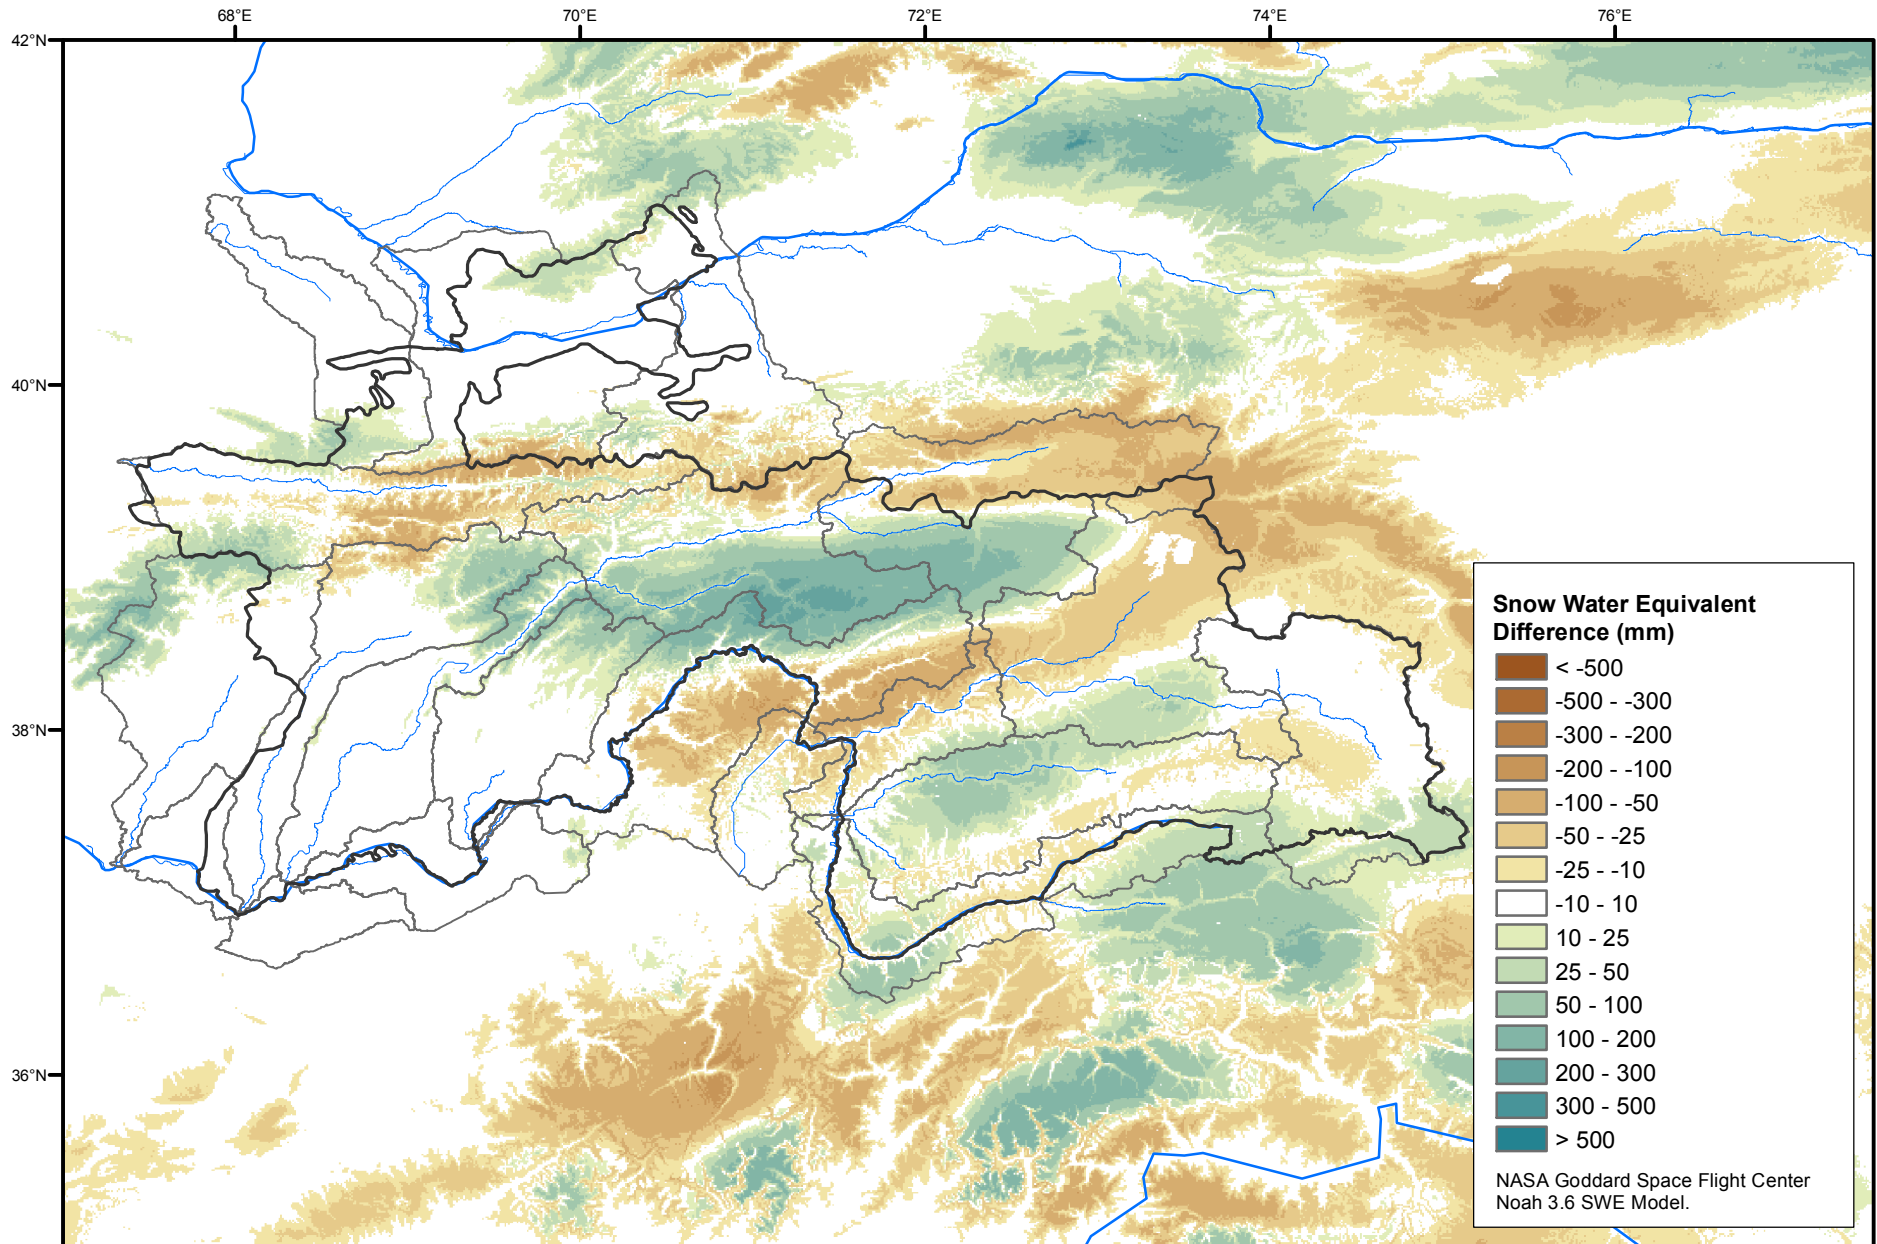 68°E 70°E 72°E 74°E 76°E
42°N
40°N
38°N
36°N
Snow Water Equivalent
Difference (mm)
< -500
-500 - -300
-300 - -200
-200 - -100
-100 - -50
-50 - -25
-25 - -10
-10 - 10
10 - 25
25 - 50
50 - 100
100 - 200
200 - 300
300 - 500
> 500
NASA Goddard Space Flight Center
Noah 3.6 SWE Model.